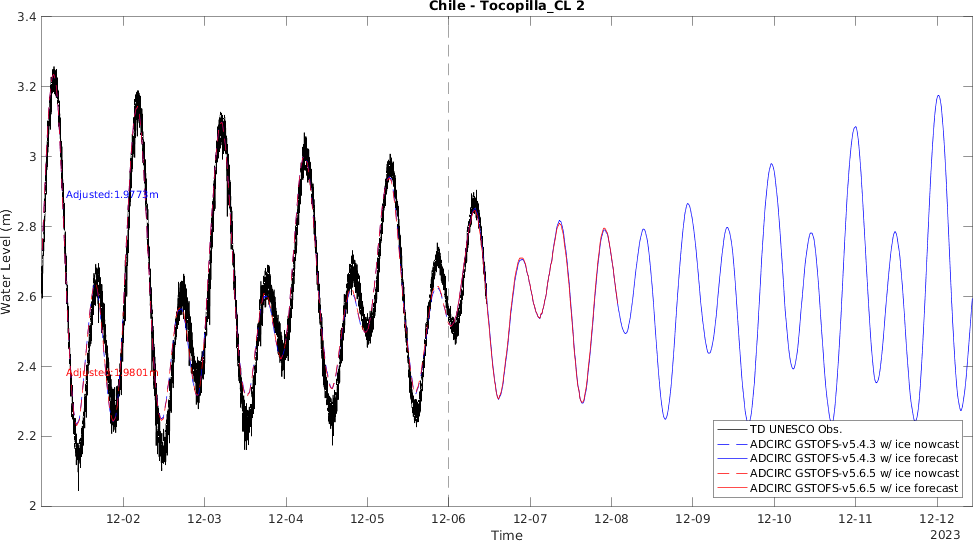 Chile - Tocopilla_CL 2
3.4
3.2
3
2.8
2.6
2.4
2.2
2
Water Level (m)
Adjusted:1.9773m
Adjusted:1.9801m
TD UNESCO Obs.
ADCIRC GSTOFS-v5.4.3 w/ ice nowcast
ADCIRC GSTOFS-v5.4.3 w/ ice forecast
ADCIRC GSTOFS-v5.6.5 w/ ice nowcast
ADCIRC GSTOFS-v5.6.5 w/ ice forecast
12-02 12-03 12-04 12-05 12-06 12-07 12-08 12-09 12-10 12-11 12-12
Time
2023